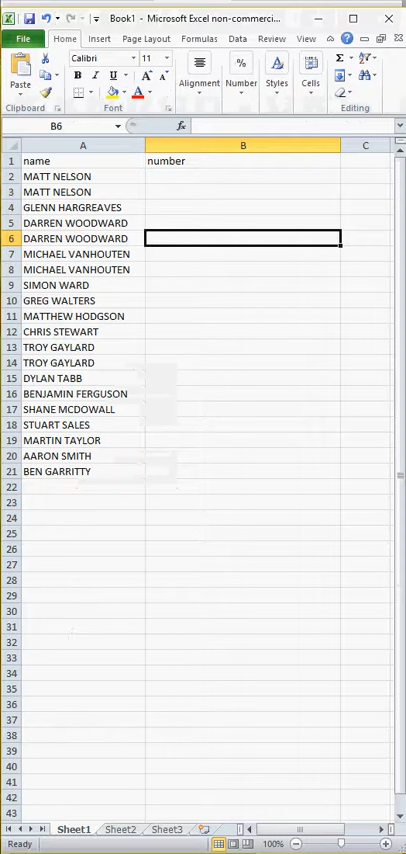 Book1 - Microsoft Excel non-commerci...
File Home Insert Page Layout Formulas Data Review View
Paste
Clipboard
Calibri 11
B I U A A
A
Font
Alignment
%
Number
Styles
Cells
Σ
Editing
B6 fx
A B C
1 name number
2 MATT NELSON
3 MATT NELSON
4 GLENN HARGREAVES
5 DARREN WOODWARD
6 DARREN WOODWARD
7 MICHAEL VANHOUTEN
8 MICHAEL VANHOUTEN
9 SIMON WARD
10 GREG WALTERS
11 MATTHEW HODGSON
12 CHRIS STEWART
13 TROY GAYLARD
14 TROY GAYLARD
15 DYLAN TABB
16 BENJAMIN FERGUSON
17 SHANE MCDOWALL
18 STUART SALES
19 MARTIN TAYLOR
20 AARON SMITH
21 BEN GARRITTY
22
23
24
25
26
27
28
29
30
31
32
33
34
35
36
37
38
39
40
41
42
43
Sheet1 Sheet2 Sheet3
Ready 100%